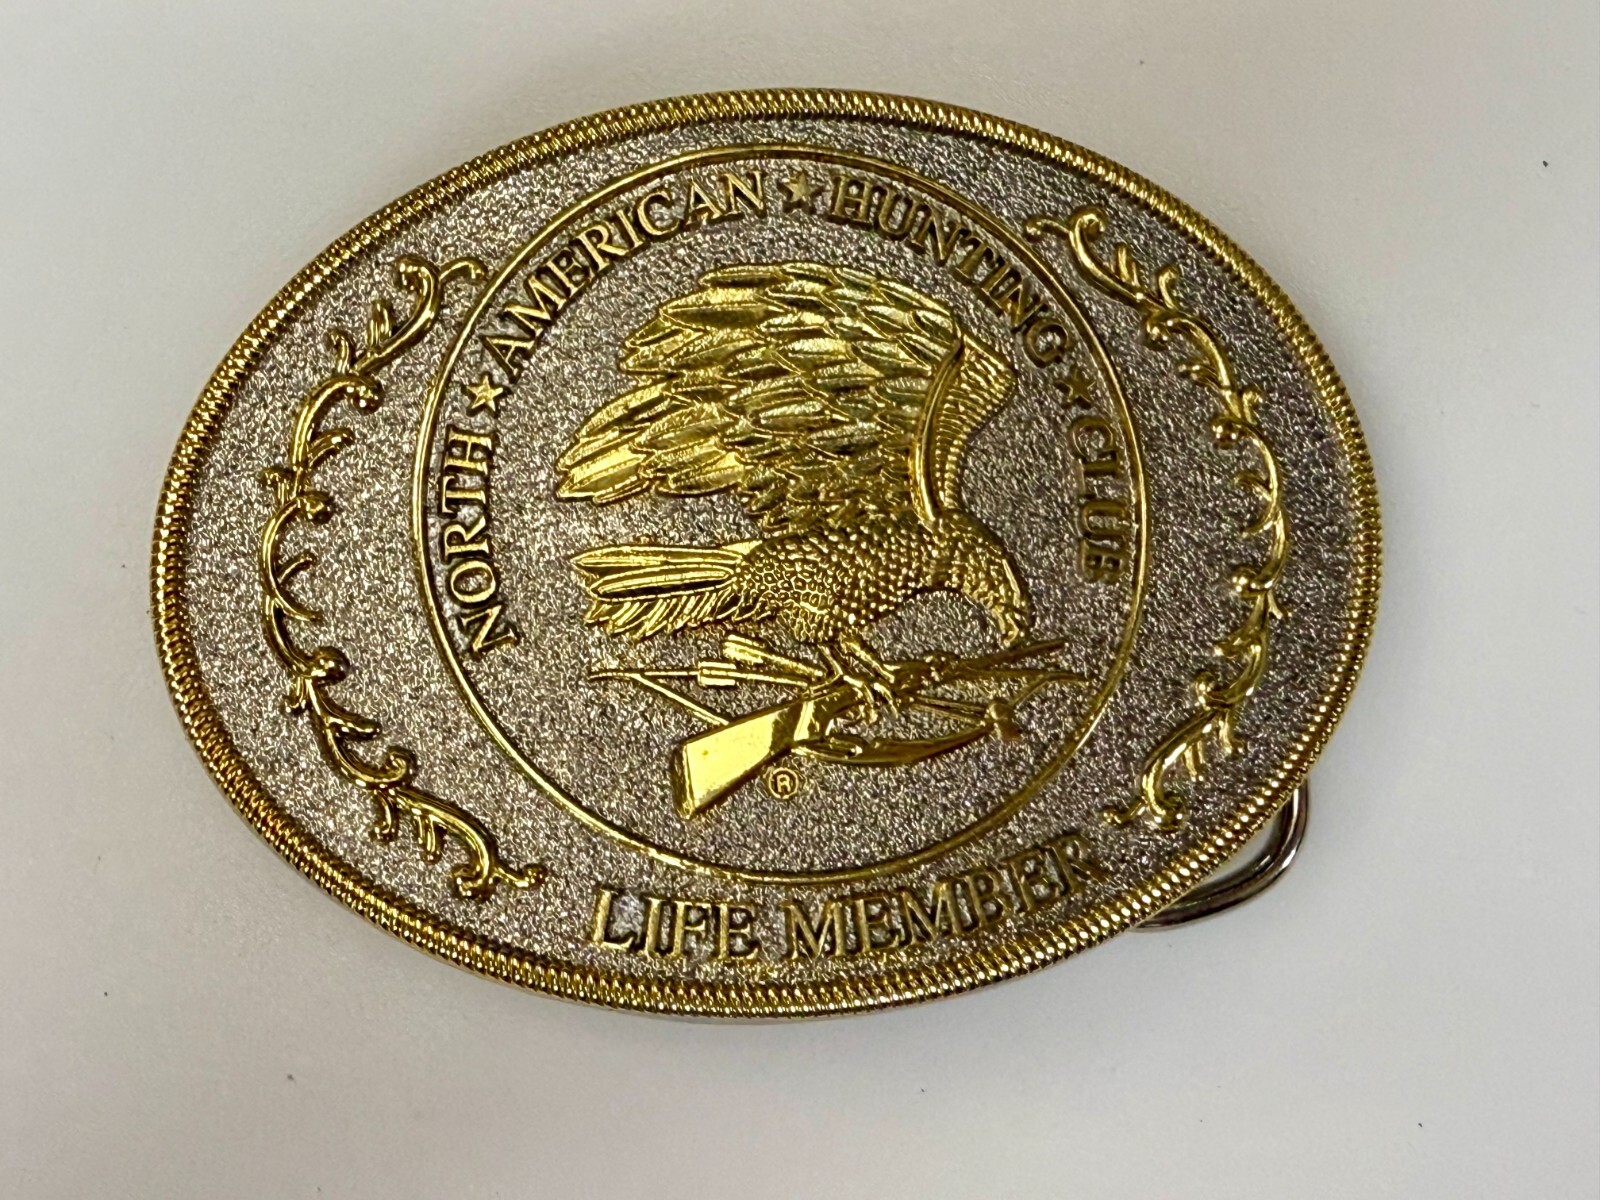 NORTH ★ AMERICAN ★ HUNTING ★ CLUB
®
LIFE MEMBER